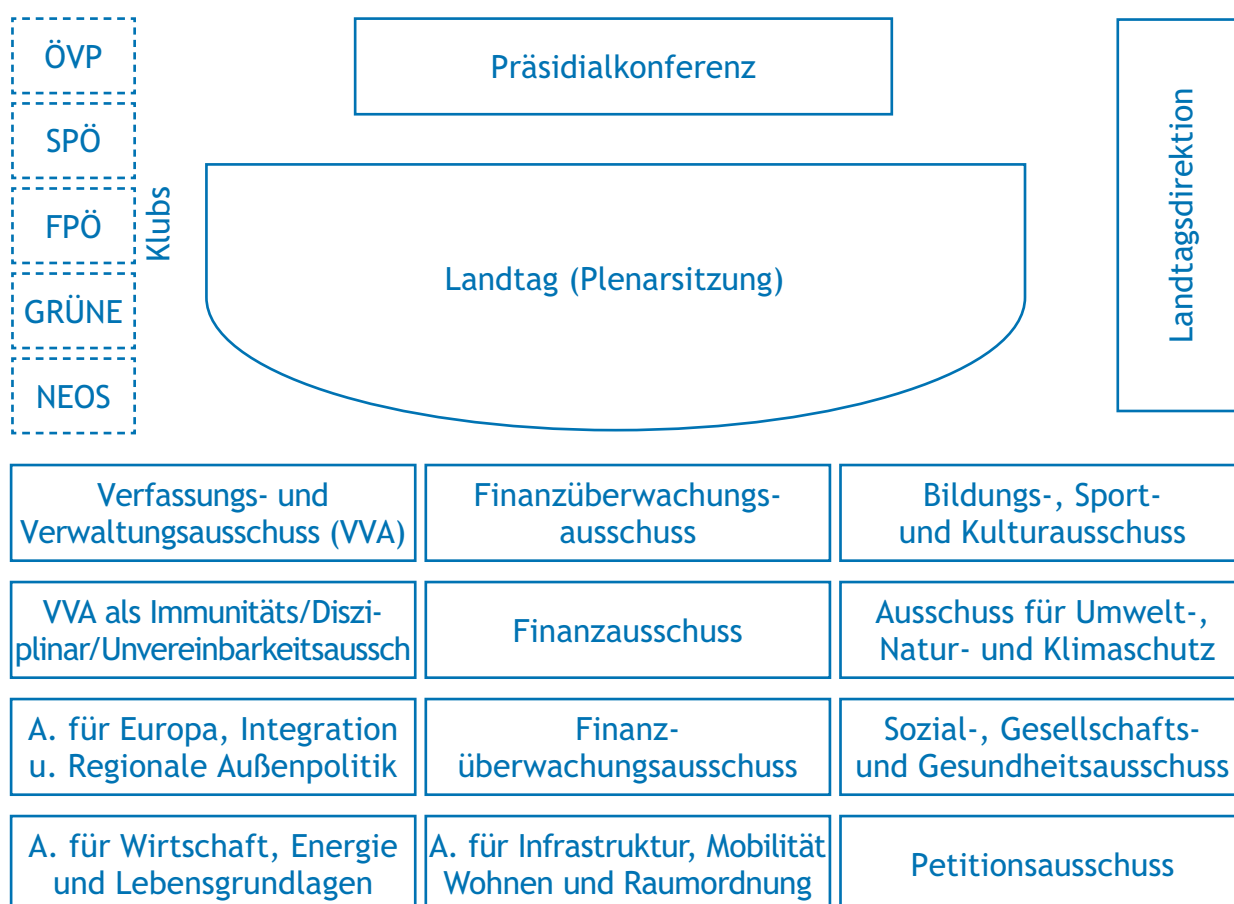 ÖVP
SPÖ
FPÖ
GRÜNE
NEOS
Klubs
Präsidialkonferenz
Landtag (Plenarsitzung)
Landtagsdirektion
Verfassungs- und
Verwaltungsausschuss (VVA)
Finanzüberwachungs-
ausschuss
Bildungs-, Sport-
und Kulturausschuss
VVA als Immunitäts/Diszi-
plinar/Unvereinbarkeitsaussch
Finanzausschuss
Ausschuss für Umwelt-,
Natur- und Klimaschutz
A. für Europa, Integration
u. Regionale Außenpolitik
Finanz-
überwachungsausschuss
Sozial-, Gesellschafts-
und Gesundheitsausschuss
A. für Wirtschaft, Energie
und Lebensgrundlagen
A. für Infrastruktur, Mobilität
Wohnen und Raumordnung
Petitionsausschuss